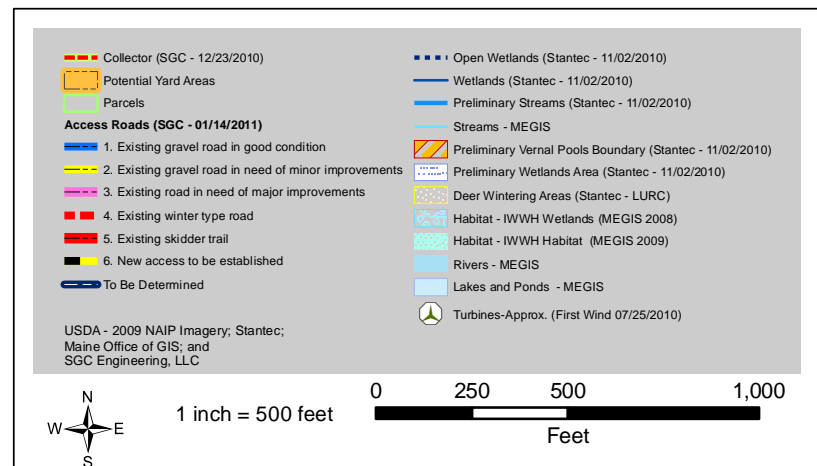 Collector (SGC - 12/23/2010)
Potential Yard Areas
Parcels
Access Roads (SGC - 01/14/2011)
1. Existing gravel road in good condition
2. Existing gravel road in need of minor improvements
3. Existing road in need of major improvements
4. Existing winter type road
5. Existing skidder trail
6. New access to be established
To Be Determined
USDA - 2009 NAIP Imagery; Stantec;
Maine Office of GIS; and
SGC Engineering, LLC
Open Wetlands (Stantec - 11/02/2010)
Wetlands (Stantec - 11/02/2010)
Preliminary Streams (Stantec - 11/02/2010)
Streams - MEGIS
Preliminary Vernal Pools Boundary (Stantec - 11/02/2010)
Preliminary Wetlands Area (Stantec - 11/02/2010)
Deer Wintering Areas (Stantec - LURC)
Habitat - IWWH Wetlands (MEGIS 2008)
Habitat - IWWH Habitat (MEGIS 2009)
Rivers - MEGIS
Lakes and Ponds - MEGIS
Turbines-Approx. (First Wind 07/25/2010)
N
W E
S
1 inch = 500 feet
0 250 500 1,000
Feet